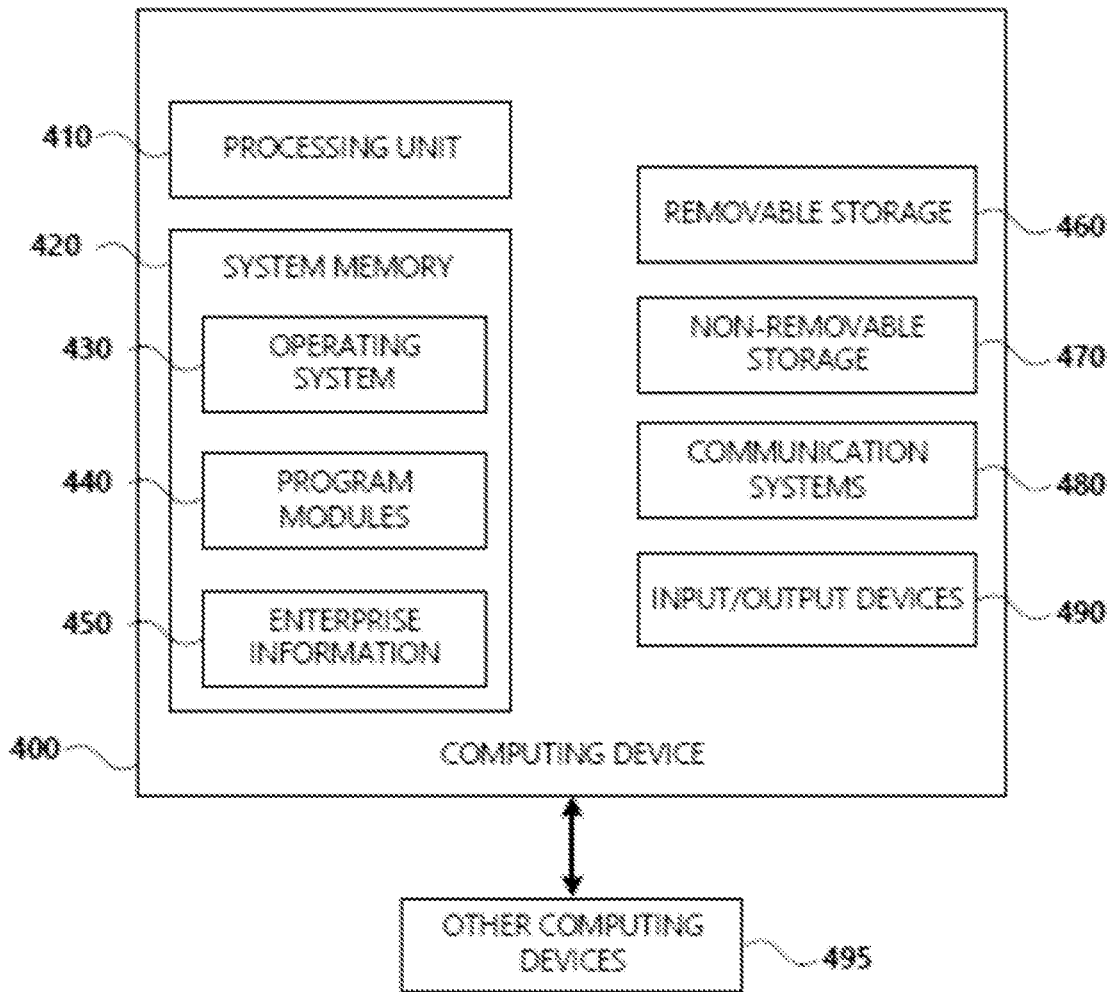 410
PROCESSING UNIT
420
SYSTEM MEMORY
430
OPERATING
SYSTEM
440
PROGRAM
MODULES
450
ENTERPRISE
INFORMATION
REMOVABLE STORAGE
460
NON-REMOVABLE
STORAGE
470
COMMUNICATION
SYSTEMS
480
INPUT/OUTPUT DEVICES
490
400
COMPUTING DEVICE
OTHER COMPUTING
DEVICES
495